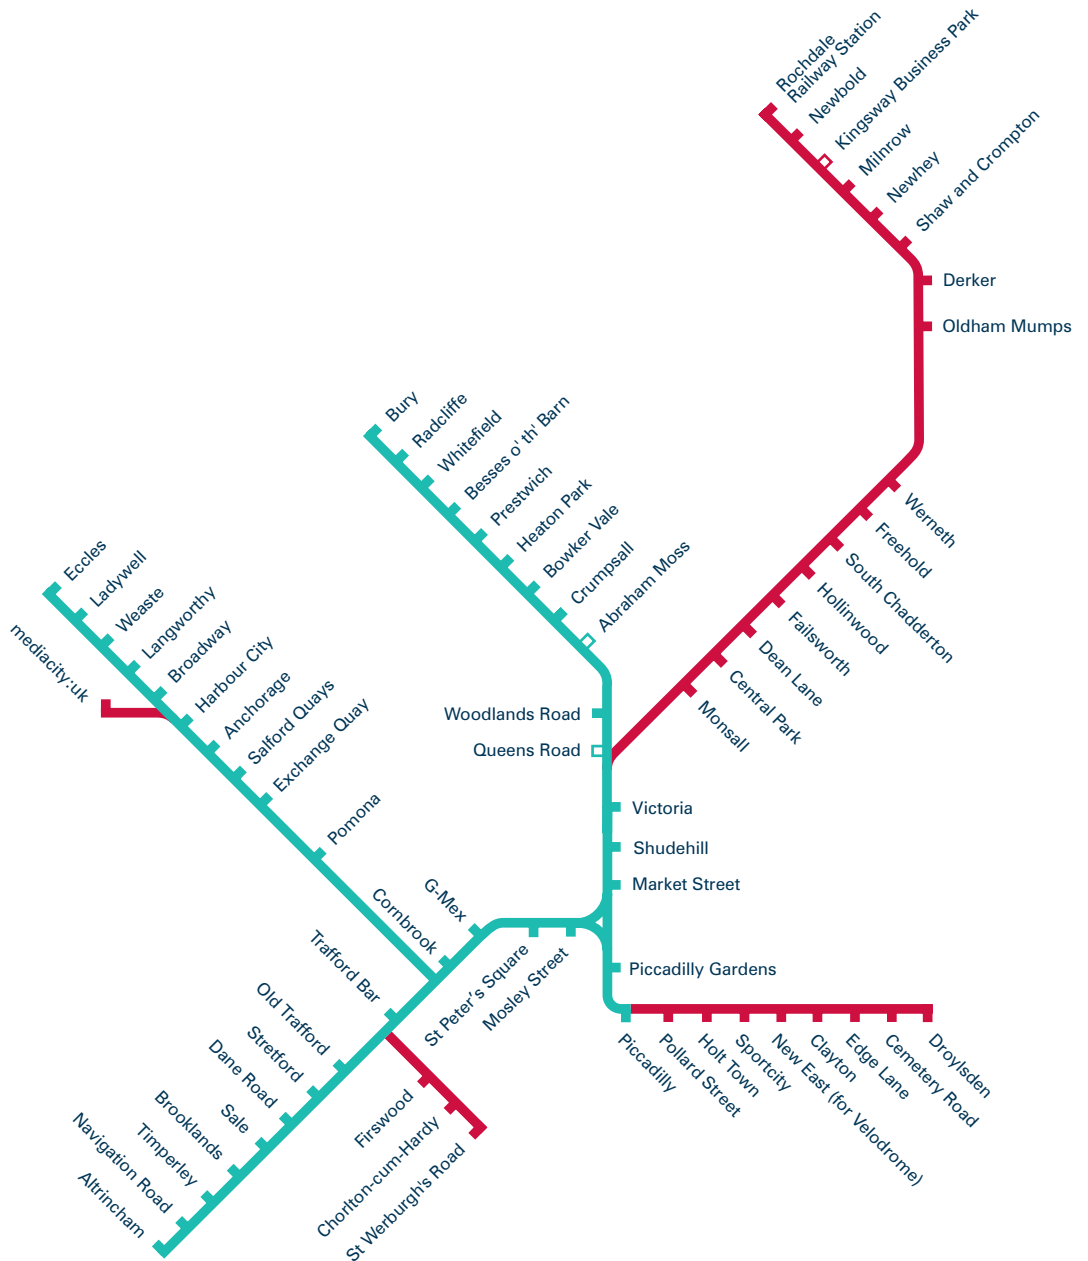 Rochdale
Railway Station
Newbold
Kingsway Business Park
Milnrow
Newhey
Shaw and Crompton
Derker
Oldham Mumps
Werneth
Freehold
South Chadderton
Hollinwood
Failsworth
Dean Lane
Central Park
Monsall
Bury
Radcliffe
Whitefield
Besses o' th' Barn
Prestwich
Heaton Park
Bowker Vale
Crumpsall
Abraham Moss
Woodlands Road
Queens Road
Victoria
Shudehill
Market Street
Piccadilly Gardens
Eccles
Ladywell
Weaste
Langworthy
Broadway
mediacity:uk
Harbour City
Anchorage
Salford Quays
Exchange Quay
Pomona
G-Mex
Cornbrook
St Peter's Square
Mosley Street
Trafford Bar
Old Trafford
Stretford
Dane Road
Sale
Brooklands
Timperley
Navigation Road
Altrincham
Firswood
Chorlton-cum-Hardy
St Werburgh's Road
Piccadilly
Pollard Street
Holt Town
Sportcity
New East (for Velodrome)
Clayton
Edge Lane
Cemetery Road
Droylsden